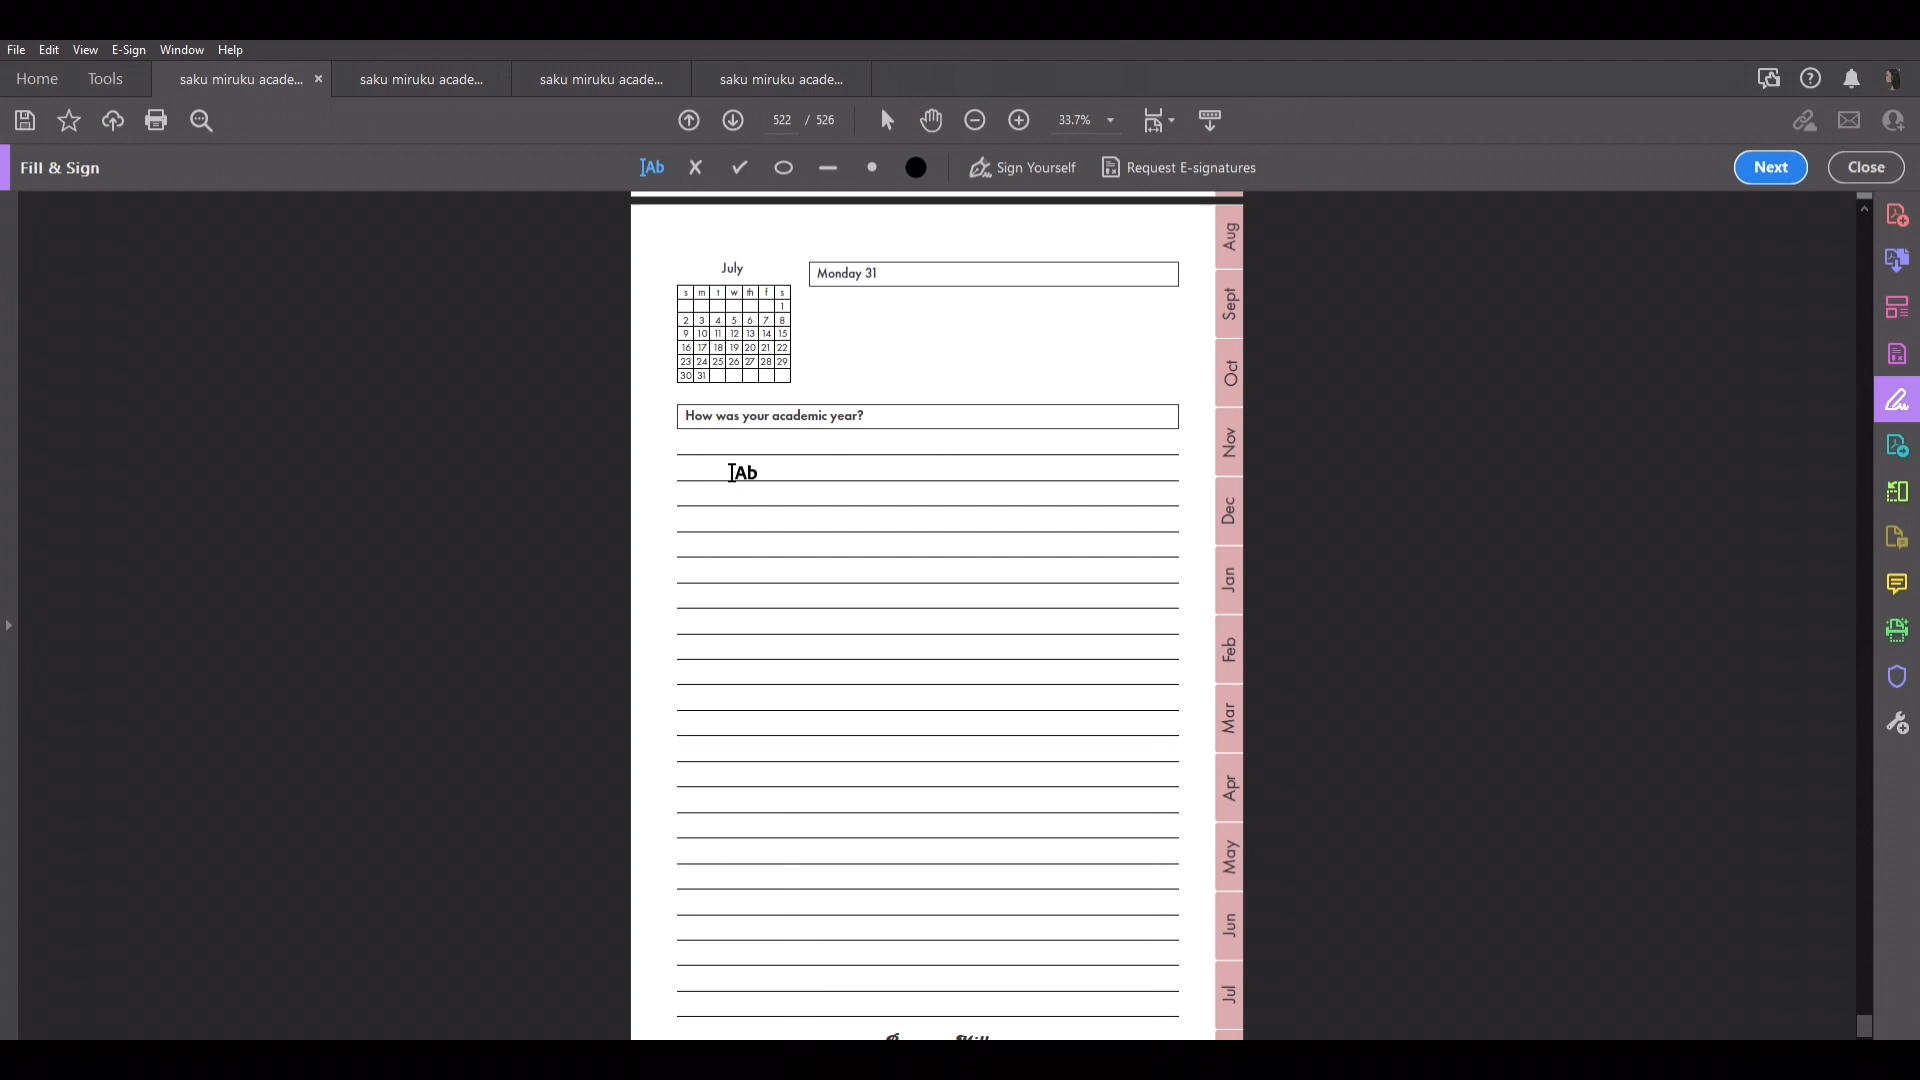 File Edit View E-Sign Window Help
Home Tools saku miruku acade... × saku miruku acade... saku miruku acade... saku miruku acade...
522 / 526 33.7%
Fill & Sign Ab Sign Yourself Request E-signatures Next Close
July
Monday 31
s m t w th f s
1
2 3 4 5 6 7 8
9 10 11 12 13 14 15
16 17 18 19 20 21 22
23 24 25 26 27 28 29
30 31
How was your academic year?
Ab
Aug
Sept
Oct
Nov
Dec
Jan
Feb
Mar
Apr
May
Jun
Jul